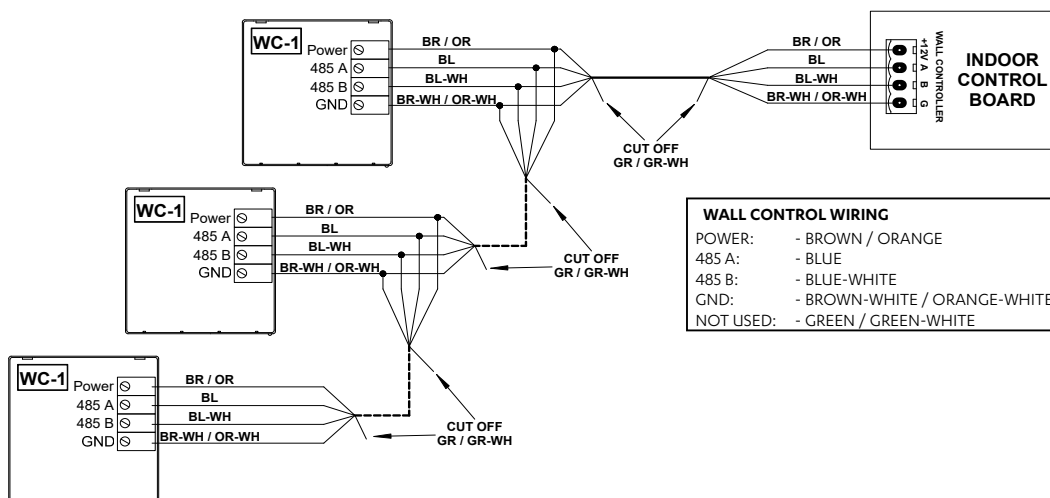 WC-1
Power
485 A
485 B
GND
BR / OR
BL
BL-WH
BR-WH / OR-WH
CUT OFF
GR / GR-WH
BR / OR
BL
BL-WH
BR-WH / OR-WH
+12V A B G
WALL CONTROLLER
INDOOR
CONTROL
BOARD
CUT OFF
GR / GR-WH
WC-1
Power
485 A
485 B
GND
BR / OR
BL
BL-WH
BR-WH / OR-WH
WALL CONTROL WIRING
POWER: - BROWN / ORANGE
485 A: - BLUE
485 B: - BLUE-WHITE
GND: - BROWN-WHITE / ORANGE-WHITE
NOT USED: - GREEN / GREEN-WHITE
WC-1
Power
485 A
485 B
GND
BR / OR
BL
BL-WH
BR-WH / OR-WH
CUT OFF
GR / GR-WH